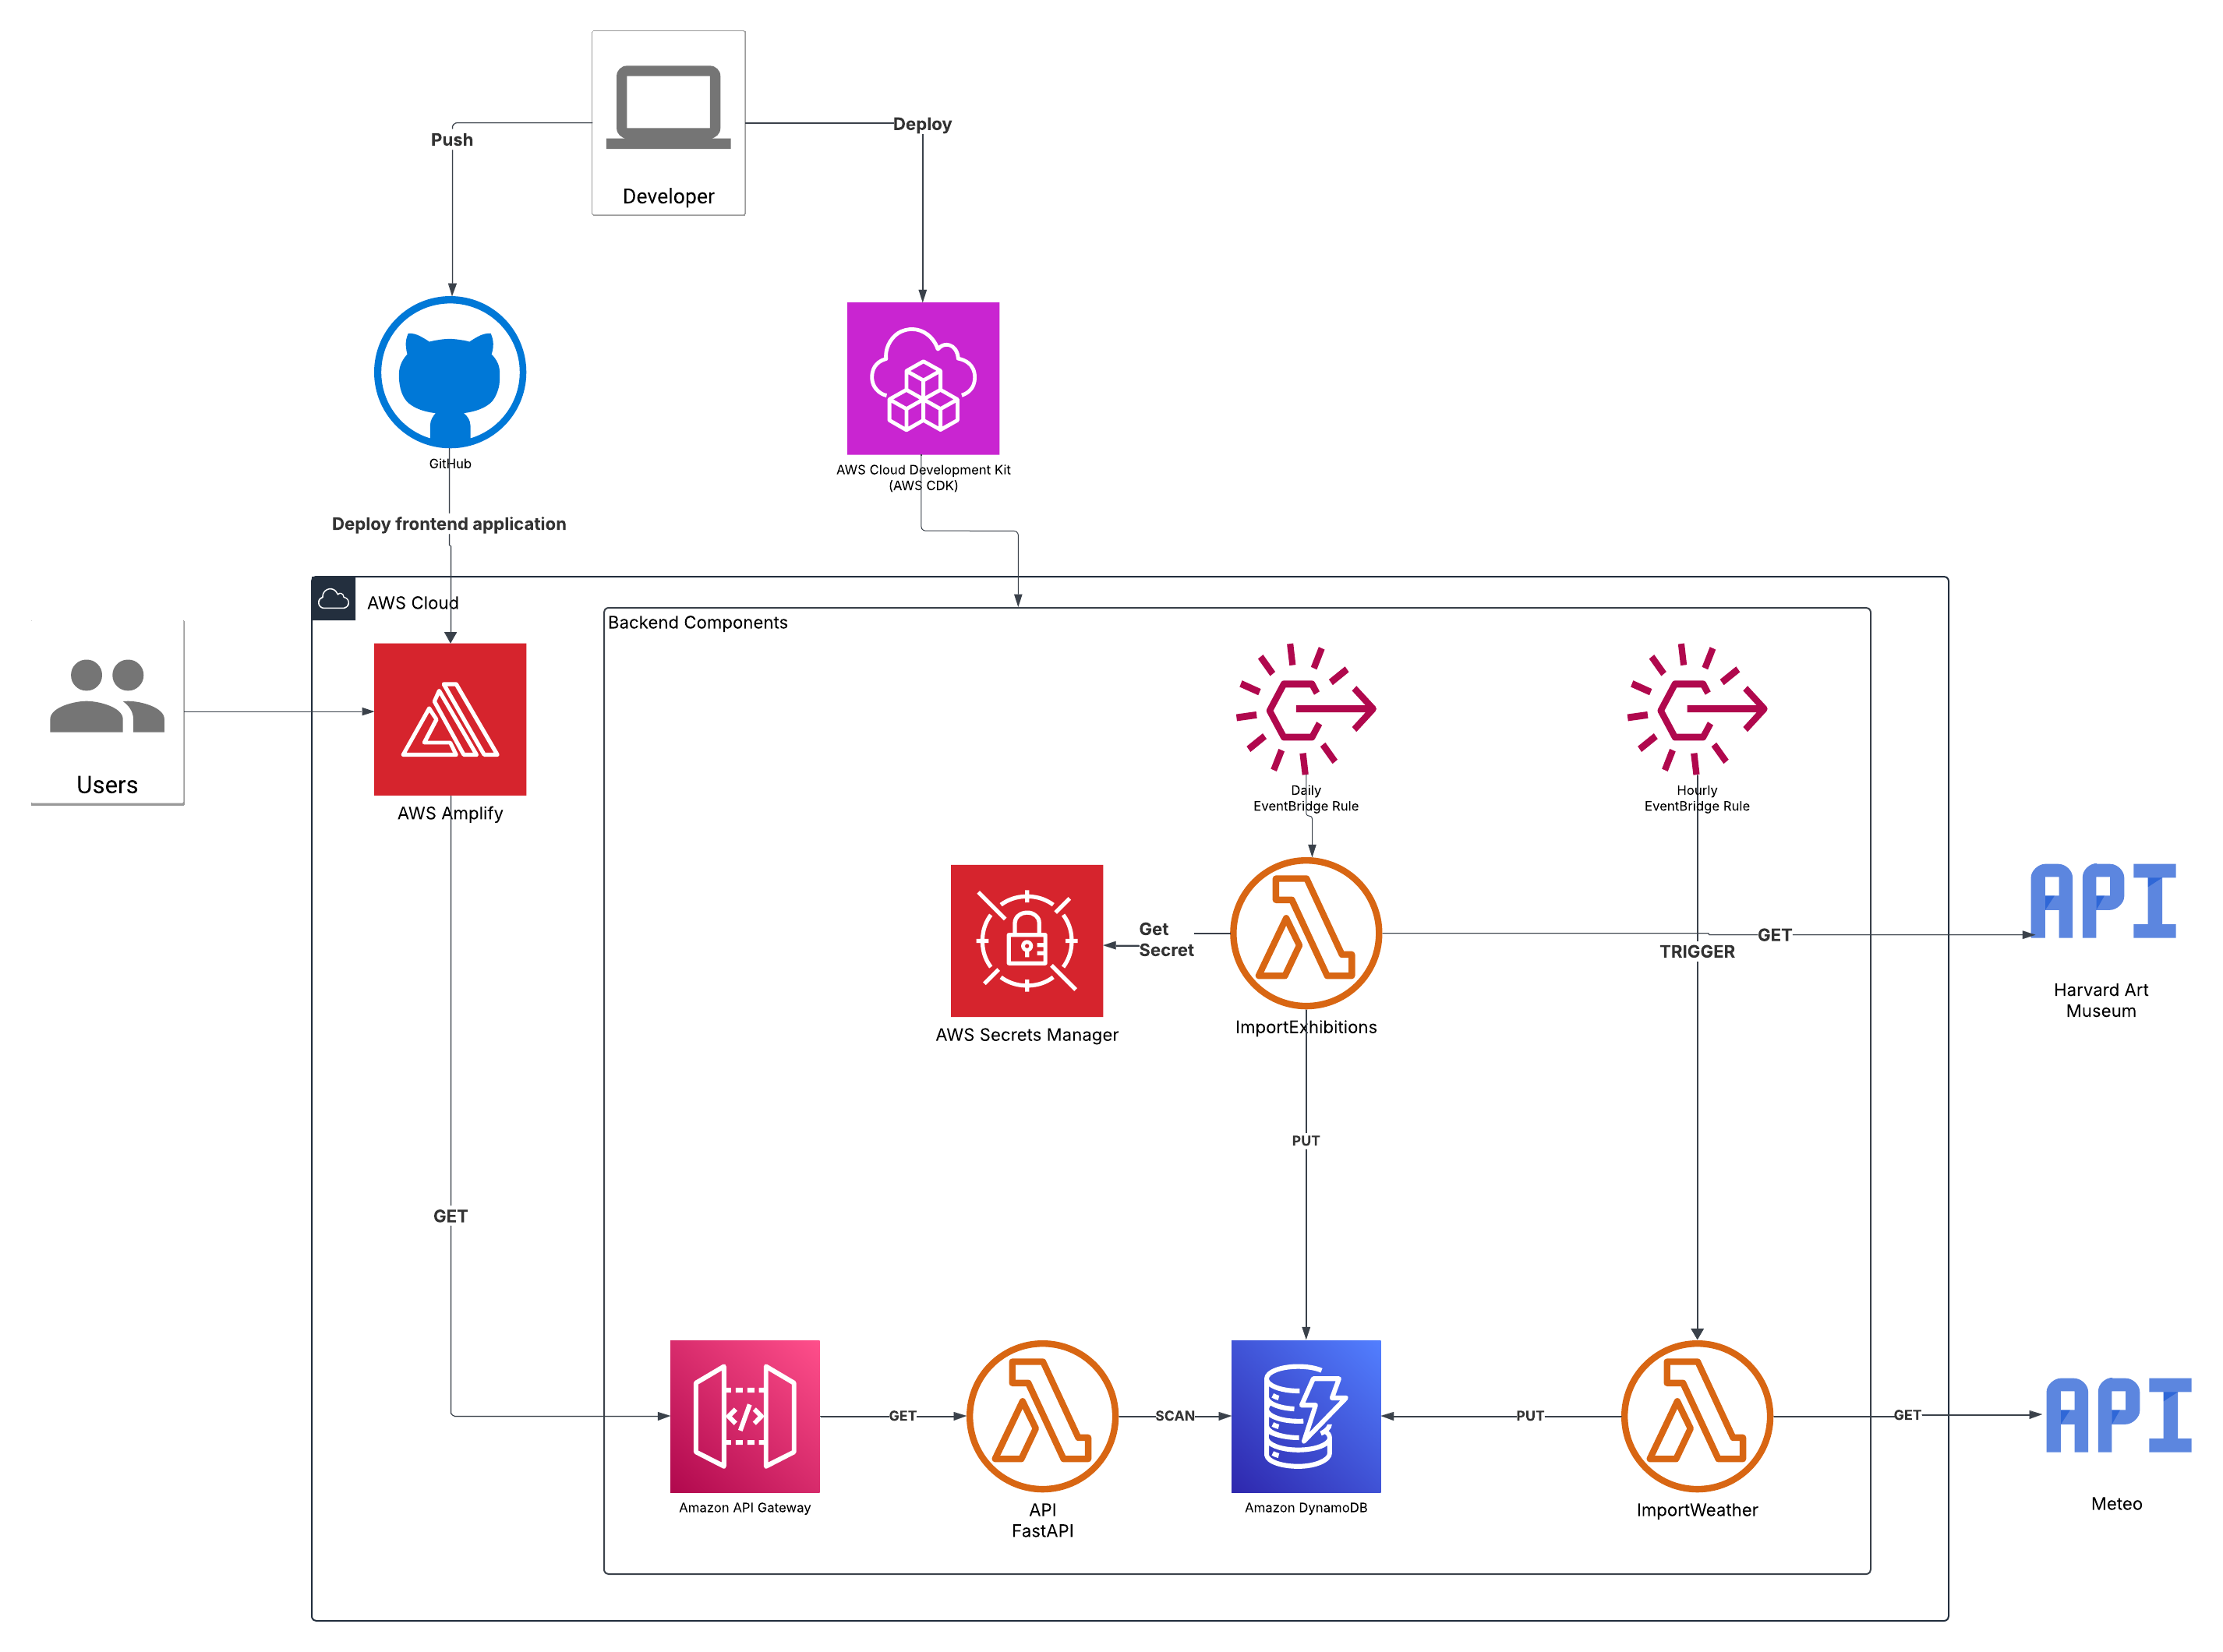 Developer
Push
Deploy
GitHub
AWS Cloud Development Kit
(AWS CDK)
Deploy frontend application
AWS Cloud
Backend Components
Users
AWS Amplify
Daily
EventBridge Rule
Hourly
EventBridge Rule
Get
Secret
GET
TRIGGER
API
Harvard Art
Museum
AWS Secrets Manager
ImportExhibitions
PUT
GET
GET
SCAN
PUT
GET
API
Amazon API Gateway
API
FastAPI
Amazon DynamoDB
ImportWeather
Meteo